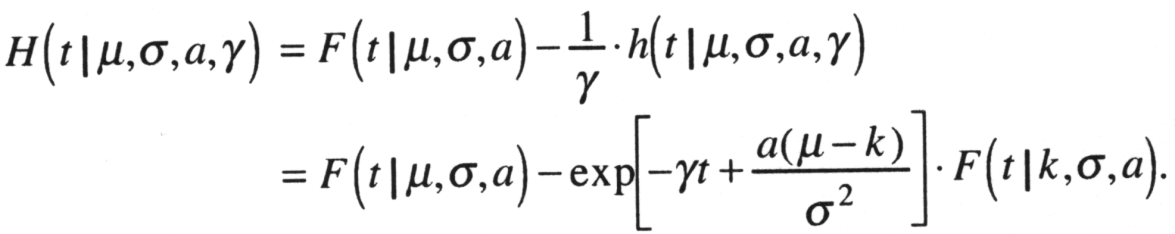 H(t|μ,σ,a,γ) = F(t|μ,σ,a) − 1/γ · h(t|μ,σ,a,γ)
= F(t|μ,σ,a) − exp[−γt + a(μ − k)/σ²] · F(t|k,σ,a).